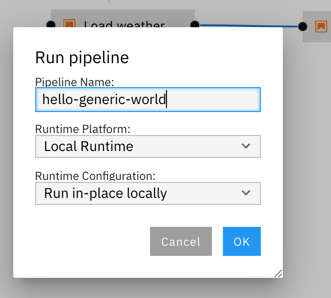 Load weather
Run pipeline
Pipeline Name:
hello-generic-world
Runtime Platform:
Local Runtime
Runtime Configuration:
Run in-place locally
Cancel
OK